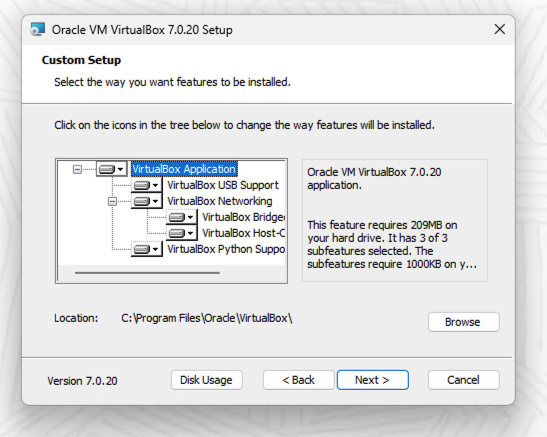 Oracle VM VirtualBox 7.0.20 Setup
Custom Setup
Select the way you want features to be installed.
Click on the icons in the tree below to change the way features will be installed.
VirtualBox Application
VirtualBox USB Support
VirtualBox Networking
VirtualBox Bridge
VirtualBox Host-C
VirtualBox Python Suppo
Oracle VM VirtualBox 7.0.20
application.
This feature requires 209MB on
your hard drive. It has 3 of 3
subfeatures selected. The
subfeatures require 1000KB on y...
Location: C:\Program Files\Oracle\VirtualBox\
Browse
Version 7.0.20
Disk Usage
< Back
Next >
Cancel